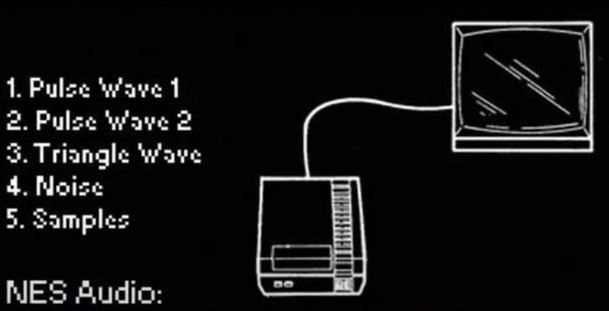 1. Pulse Wave 1
2. Pulse Wave 2
3. Triangle Wave
4. Noise
5. Samples
NES Audio: